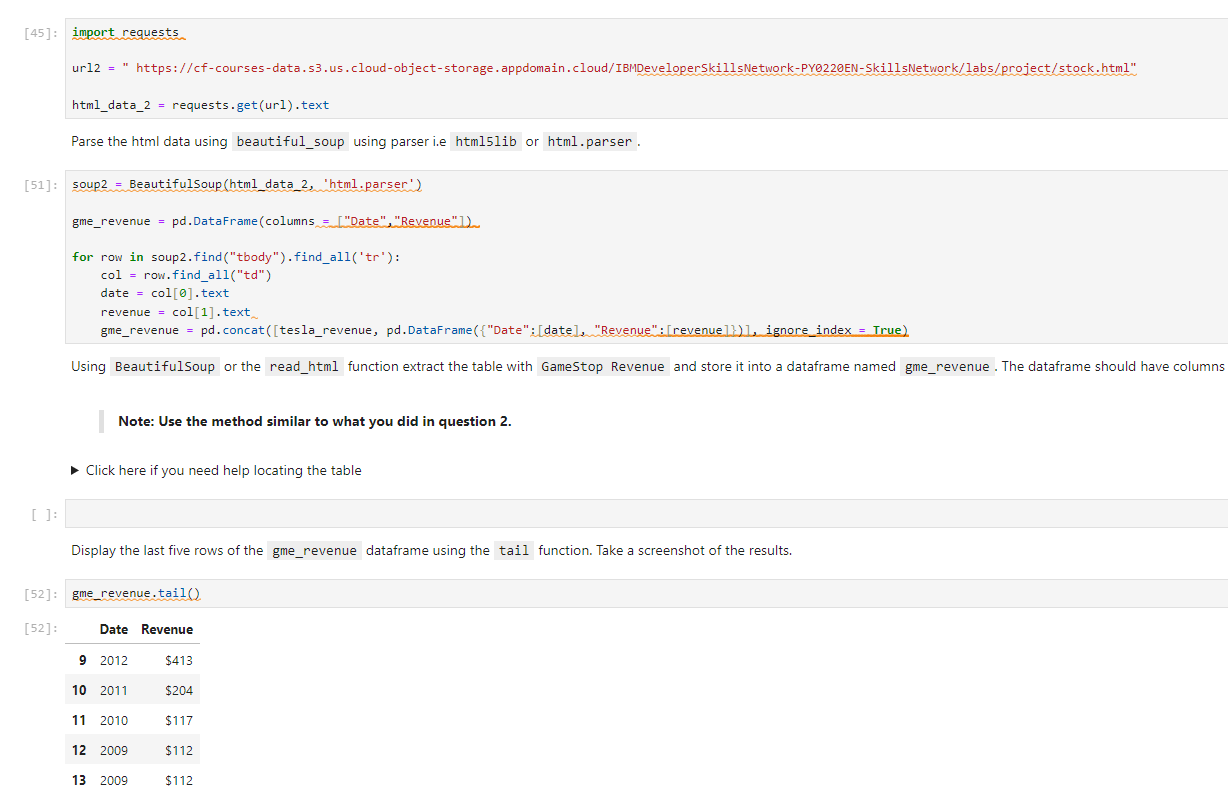 [45]:
import requests
url2 = " https://cf-courses-data.s3.us.cloud-object-storage.appdomain.cloud/IBMDeveloperSkillsNetwork-PY0220EN-SkillsNetwork/labs/project/stock.html"
html_data_2 = requests.get(url).text
Parse the html data using beautiful_soup using parser i.e html5lib or html.parser .
[51]:
soup2 = BeautifulSoup(html_data_2, 'html.parser')
gme_revenue = pd.DataFrame(columns = ["Date","Revenue"])
for row in soup2.find("tbody").find_all('tr'):
    col = row.find_all("td")
    date = col[0].text
    revenue = col[1].text
    gme_revenue = pd.concat([tesla_revenue, pd.DataFrame({"Date":[date], "Revenue":[revenue]})], ignore_index = True)
Using BeautifulSoup or the read_html function extract the table with GameStop Revenue and store it into a dataframe named gme_revenue . The dataframe should have columns
Note: Use the method similar to what you did in question 2.
▶ Click here if you need help locating the table
[ ]:
Display the last five rows of the gme_revenue dataframe using the tail function. Take a screenshot of the results.
[52]: gme_revenue.tail()
[52]:
Date Revenue
9 2012 $413
10 2011 $204
11 2010 $117
12 2009 $112
13 2009 $112